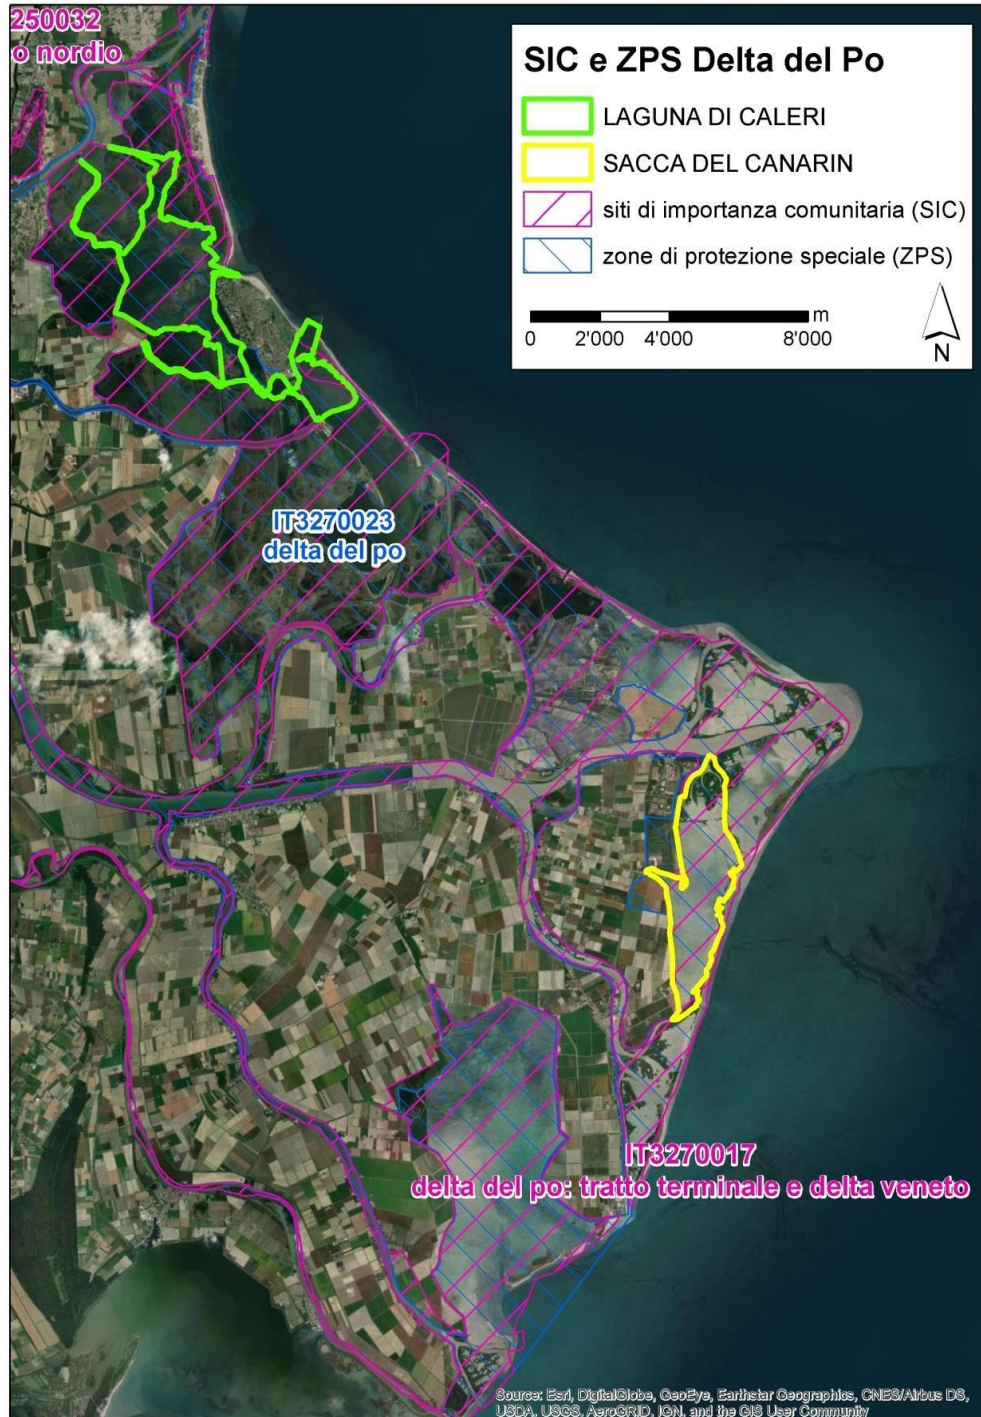 250032
o nordio
SIC e ZPS Delta del Po
LAGUNA DI CALERI
SACCA DEL CANARIN
siti di importanza comunitaria (SIC)
zone di protezione speciale (ZPS)
m
0 2'000 4'000 8'000
N
IT3270023
delta del po
IT3270017
delta del po: tratto terminale e delta veneto
Source: Esri, DigitalGlobe, GeoEye, Earthstar Geographics, CNES/Airbus DS,
USDA, USGS, AeroGRID, IGN, and the GIS User Community